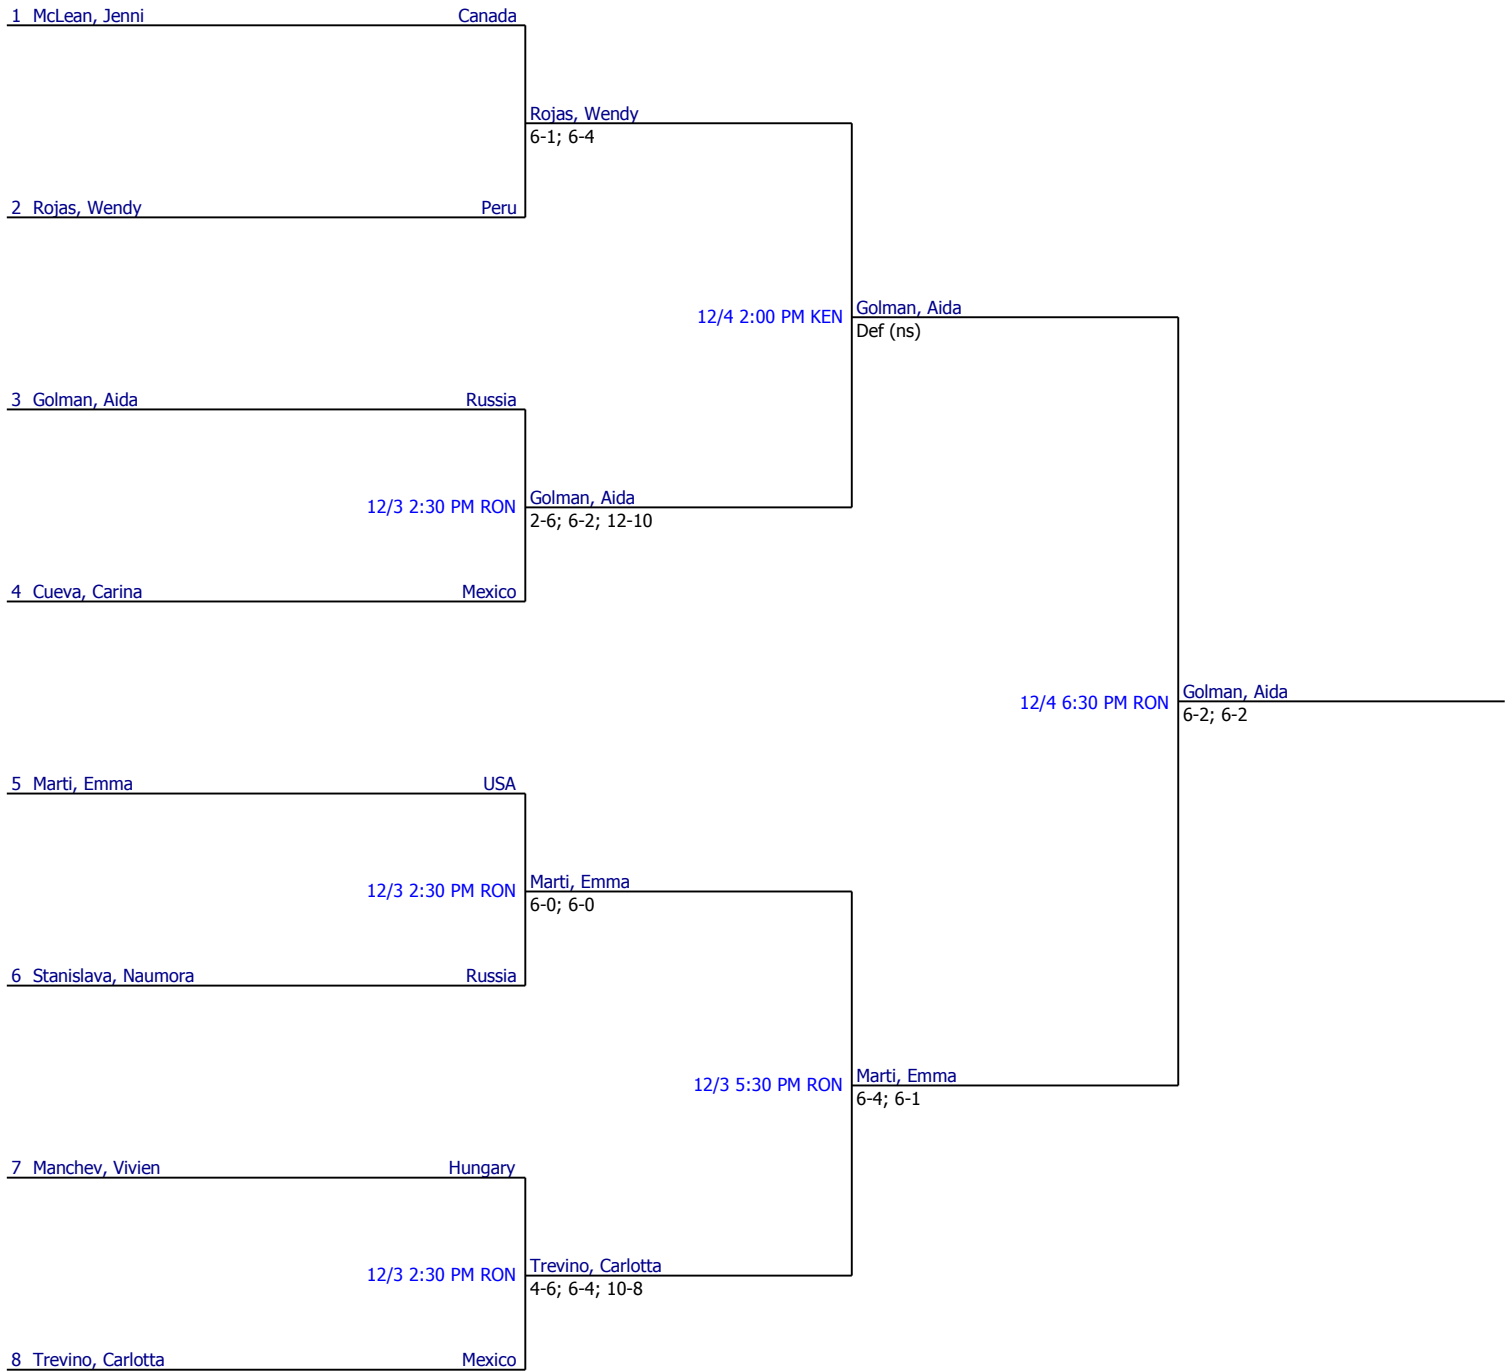 1 McLean, Jenni Canada
Rojas, Wendy
6-1; 6-4
2 Rojas, Wendy Peru
12/4 2:00 PM KEN
Golman, Aida
Def (ns)
3 Golman, Aida Russia
12/3 2:30 PM RON
Golman, Aida
2-6; 6-2; 12-10
4 Cueva, Carina Mexico
12/4 6:30 PM RON
Golman, Aida
6-2; 6-2
5 Marti, Emma USA
12/3 2:30 PM RON
Marti, Emma
6-0; 6-0
6 Stanislava, Naumora Russia
12/3 5:30 PM RON
Marti, Emma
6-4; 6-1
7 Manchev, Vivien Hungary
12/3 2:30 PM RON
Trevino, Carlotta
4-6; 6-4; 10-8
8 Trevino, Carlotta Mexico